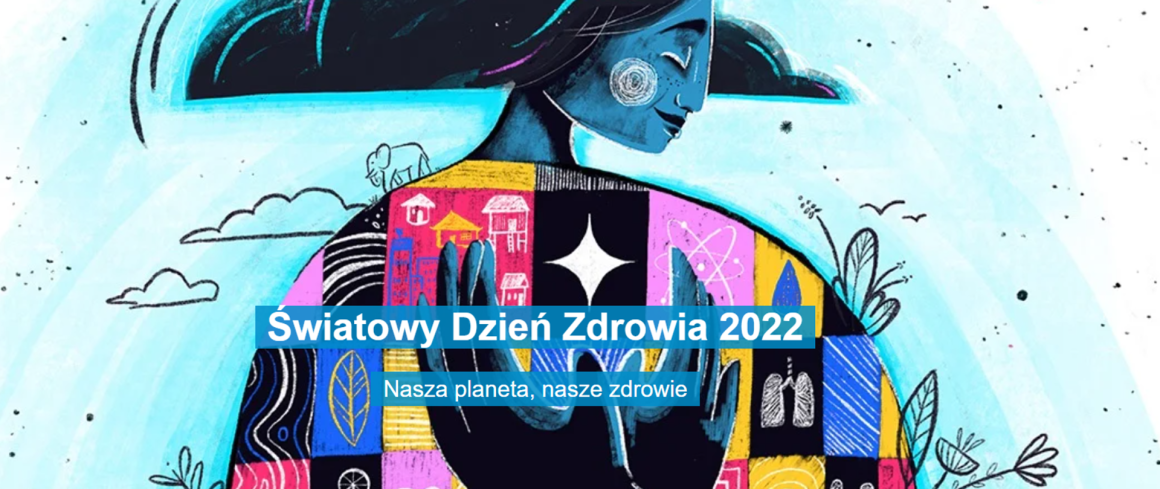 Światowy Dzień Zdrowia 2022
Nasza planeta, nasze zdrowie